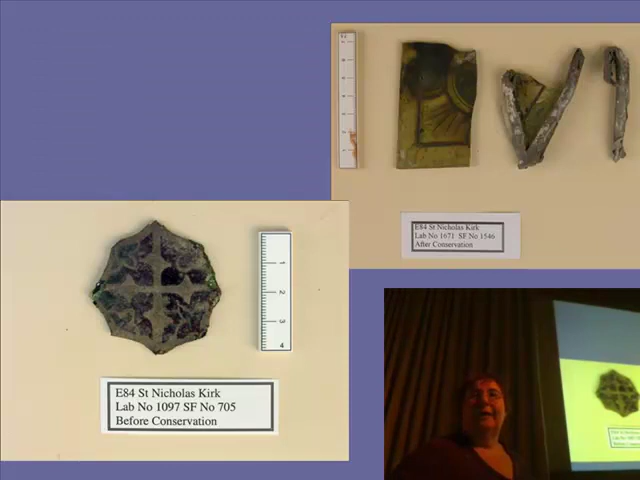 E84 St Nicholas Kirk
Lab No 1671 SF No 1546
After Conservation
1
2
3
4
E84 St Nicholas Kirk
Lab No 1097 SF No 705
Before Conservation